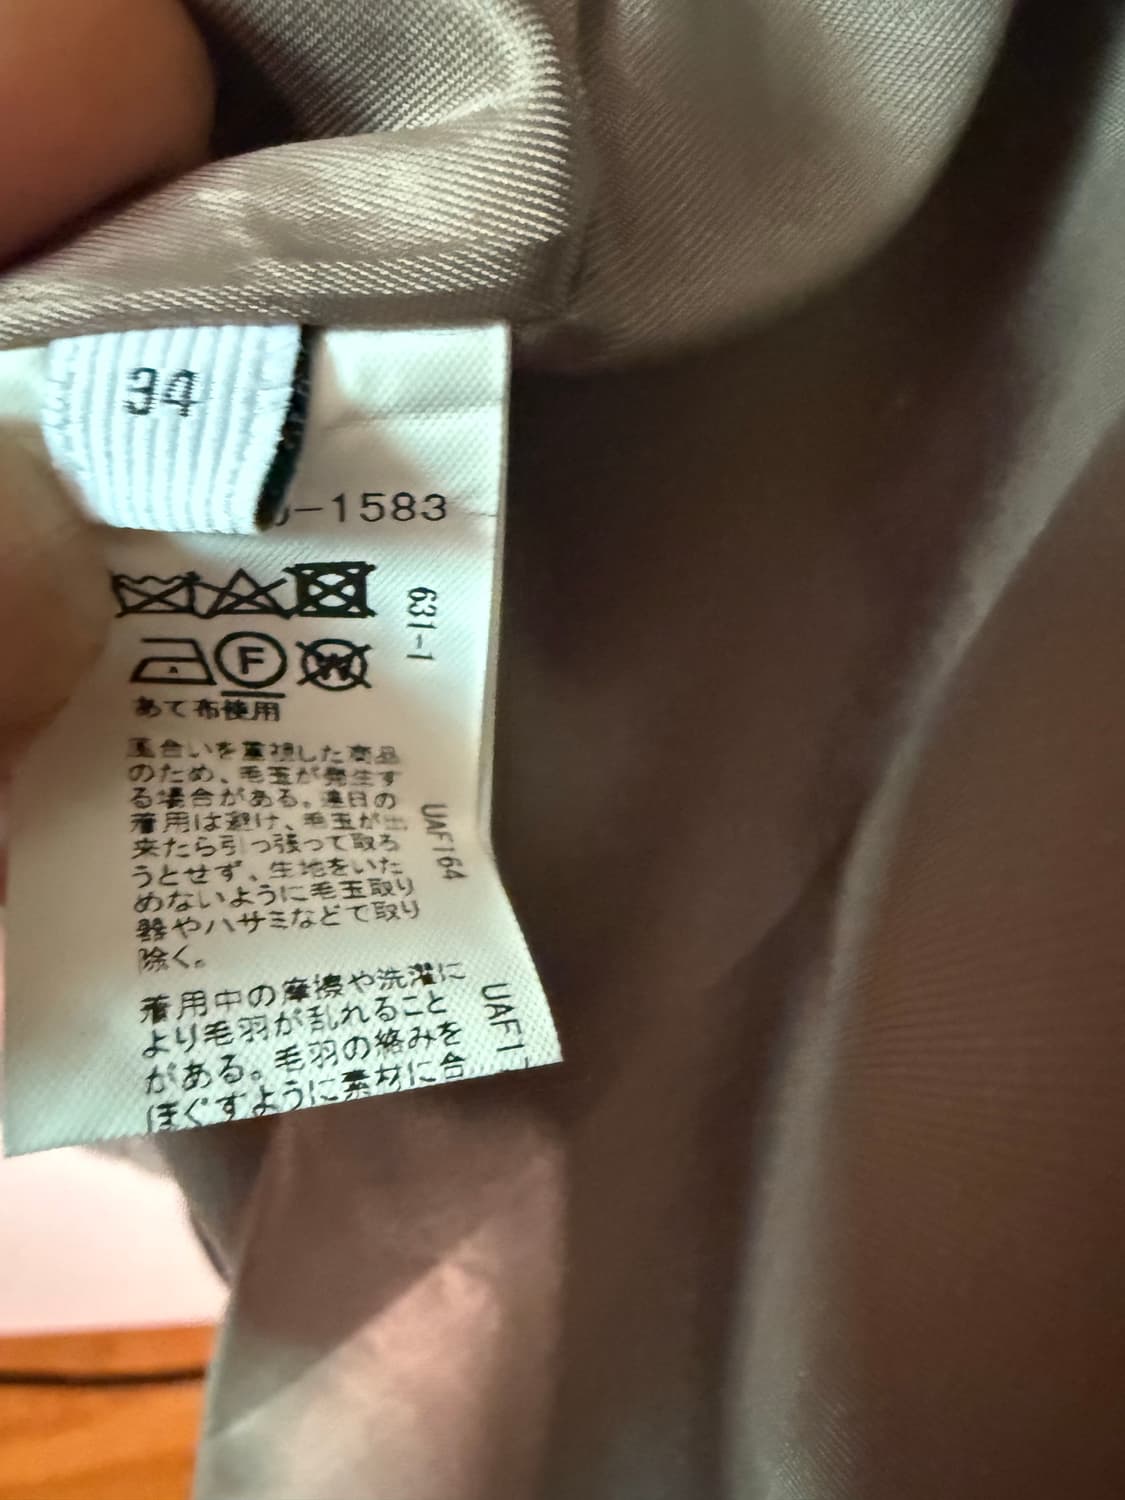 34
-1583
631-1
F
W
あて布使用
風合いを重視した商品
のため、毛玉が発生す
る場合がある。連日の
着用は避け、毛玉が出
来たら引っ張って取ろ
うとせず、生地をいた
めないように毛玉取り
器やハサミなどで取り
除く。
UAF164
着用中の摩擦や洗濯に
より毛羽が乱れること
がある。毛羽の絡みを
ほぐすように素材に合
UAF1